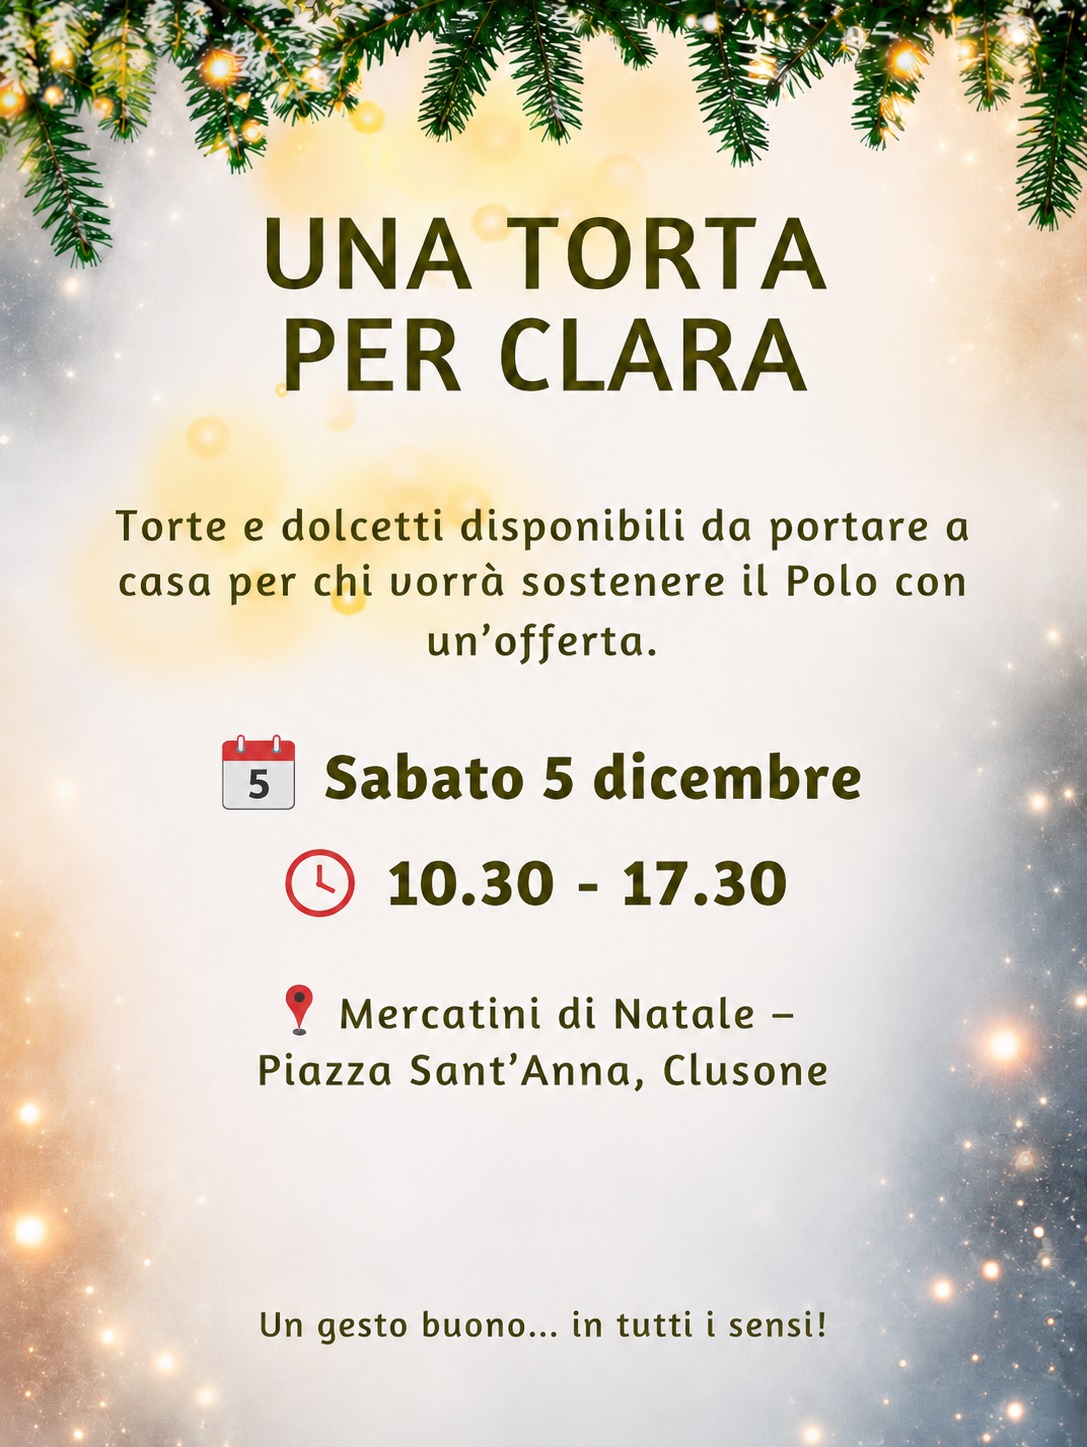 UNA TORTA
PER CLARA
Torte e dolcetti disponibili da portare a
casa per chi vorrà sostenere il Polo con
un’offerta.
5 Sabato 5 dicembre
10.30 - 17.30
Mercatini di Natale –
Piazza Sant’Anna, Clusone
Un gesto buono... in tutti i sensi!